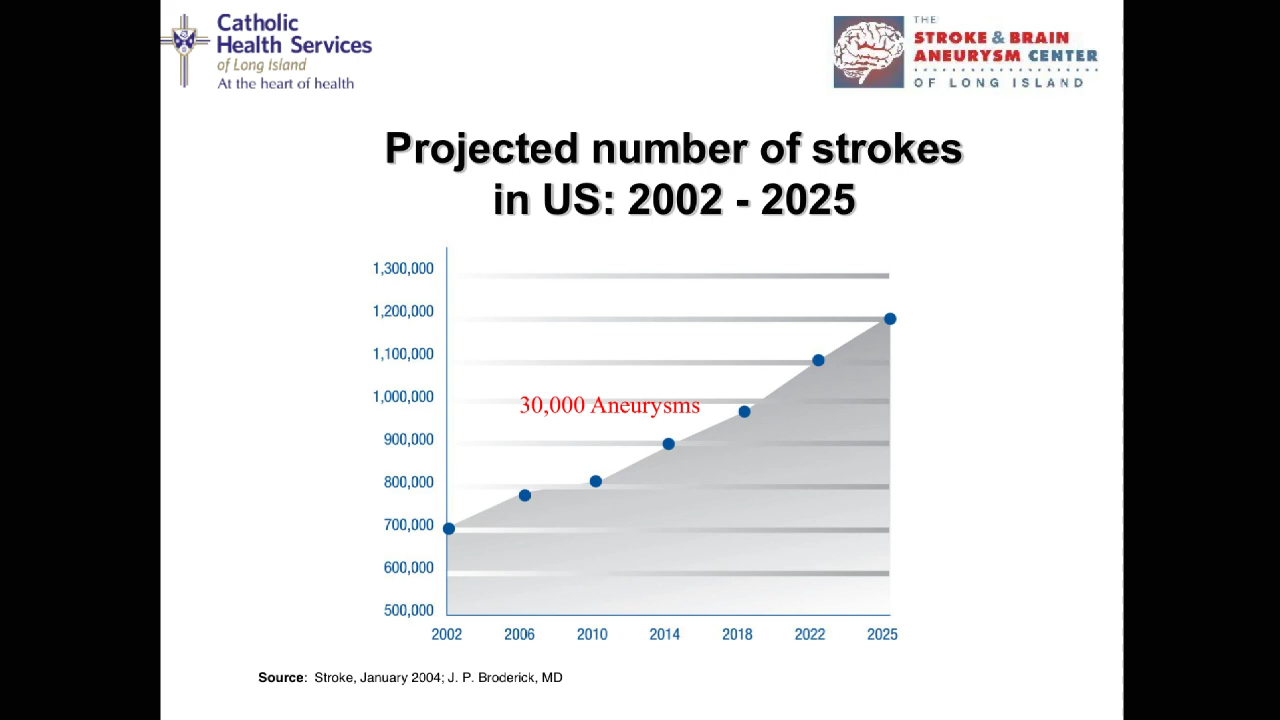 Catholic
Health Services
of Long Island
At the heart of health
THE
STROKE & BRAIN
ANEURYSM CENTER
OF LONG ISLAND
Projected number of strokes
in US: 2002 - 2025
1,300,000
1,200,000
1,100,000
1,000,000
30,000 Aneurysms
900,000
800,000
700,000
600,000
500,000
2002 2006 2010 2014 2018 2022 2025
Source: Stroke, January 2004; J. P. Broderick, MD